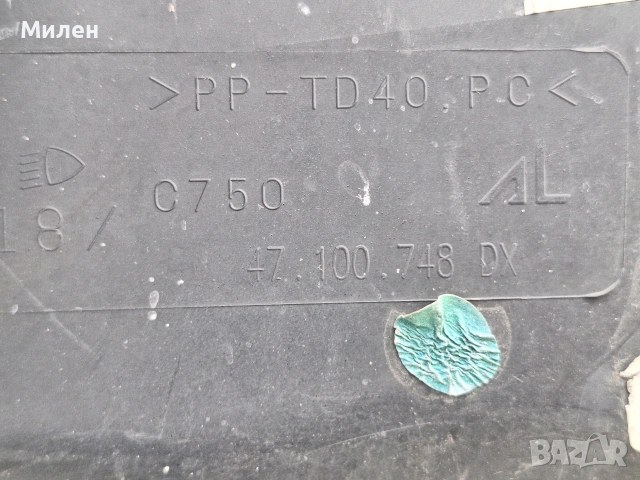 Милен
>PP-TD40,PC<
C750
AL
18/
47.100.748 DX
BAZAR